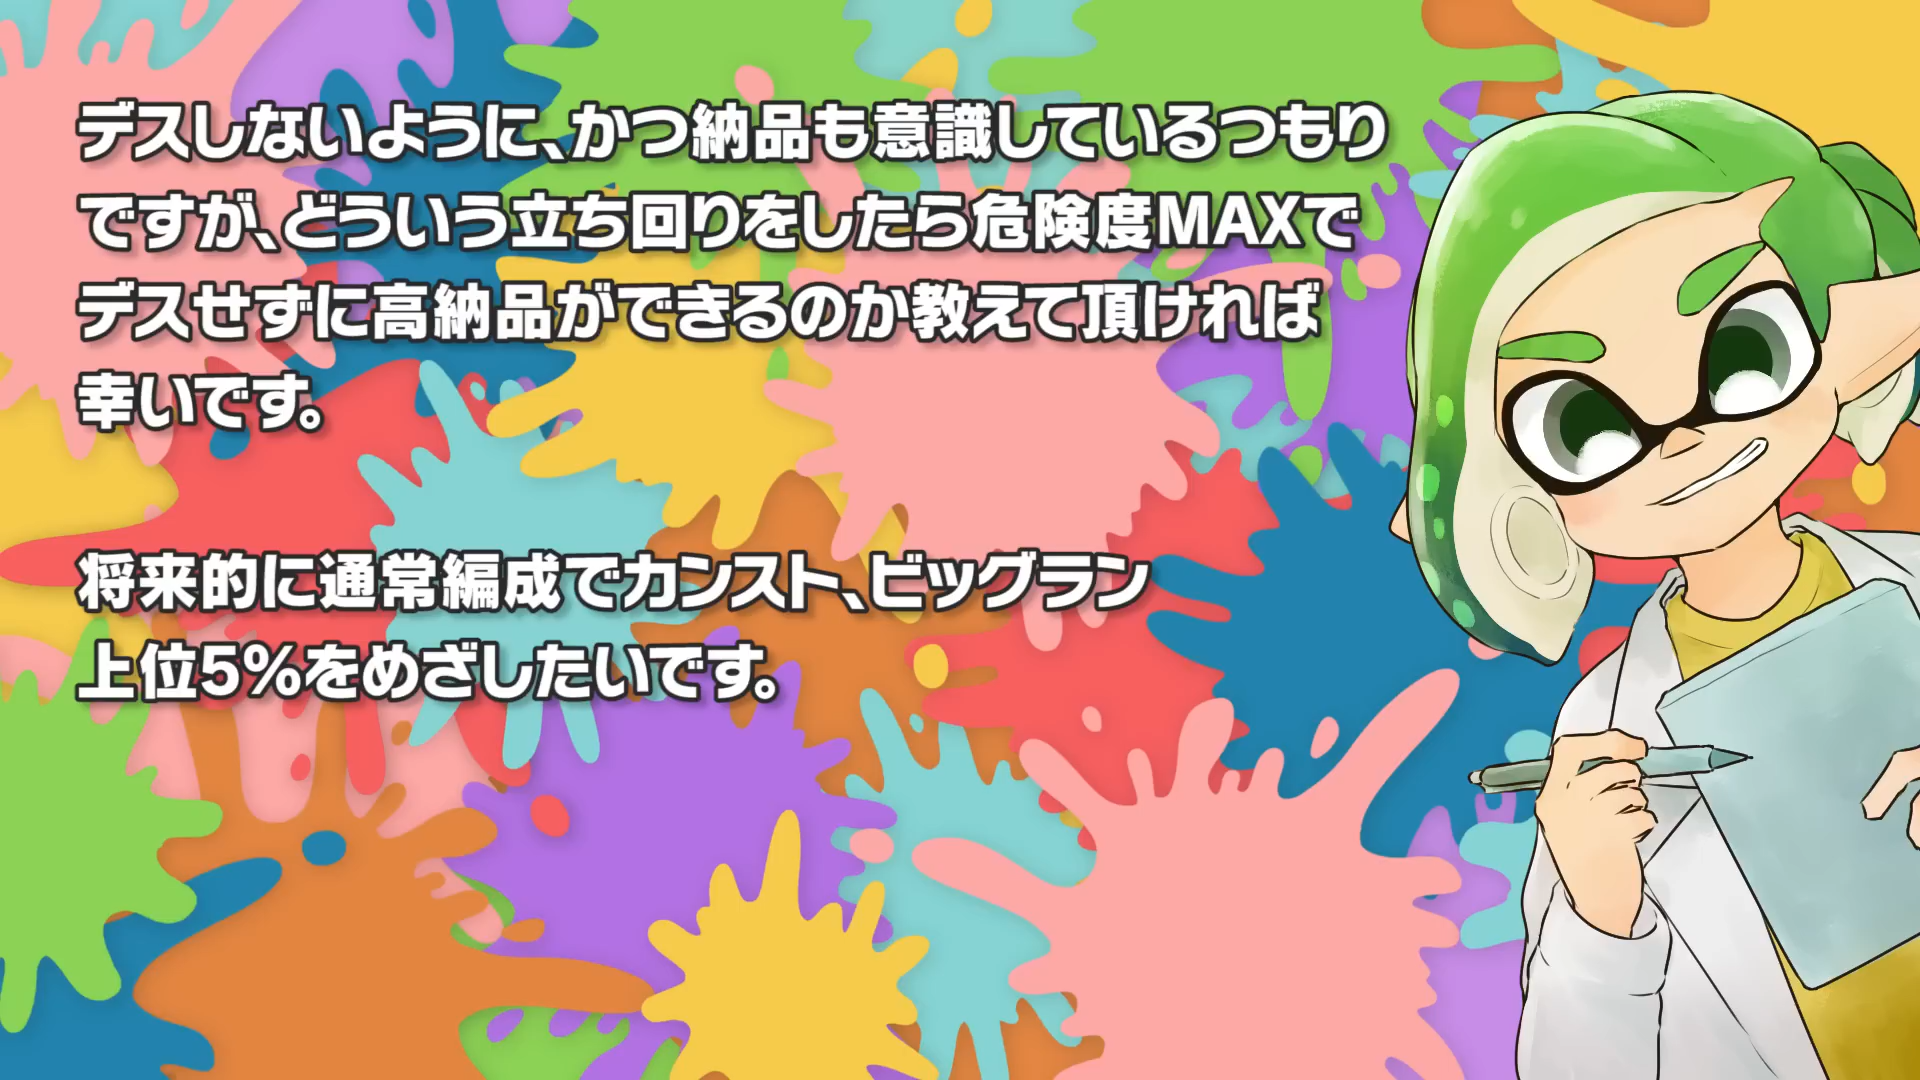 デスしないように、かつ納品も意識しているつもり
ですが、どういう立ち回りをしたら危険度MAXで
デスせずに高納品ができるのか教えて頂ければ
幸いです。
将来的に通常編成でカンスト、ビッグラン
上位5%をめざしたいです。